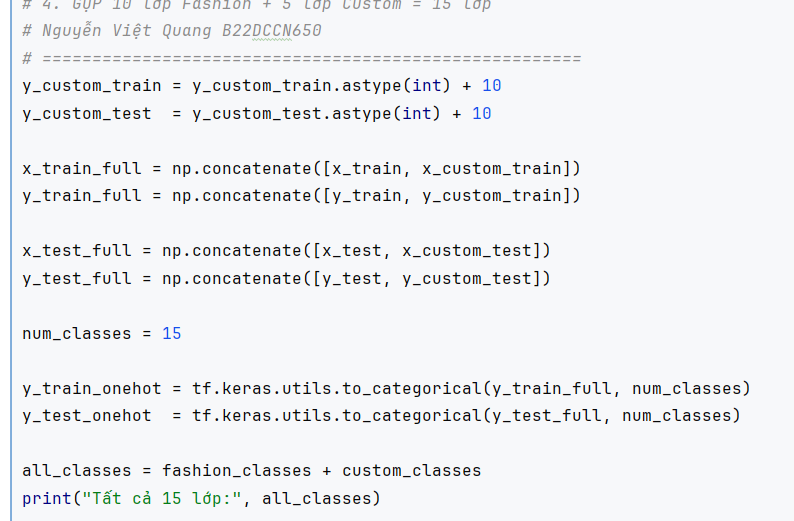 # 4. GỘP 10 lớp Fashion + 5 lớp Custom = 15 lớp
# Nguyễn Việt Quang B22DCCN650
# ======================================================
y_custom_train = y_custom_train.astype(int) + 10
y_custom_test  = y_custom_test.astype(int) + 10
x_train_full = np.concatenate([x_train, x_custom_train])
y_train_full = np.concatenate([y_train, y_custom_train])
x_test_full = np.concatenate([x_test, x_custom_test])
y_test_full = np.concatenate([y_test, y_custom_test])
num_classes = 15
y_train_onehot = tf.keras.utils.to_categorical(y_train_full, num_classes)
y_test_onehot  = tf.keras.utils.to_categorical(y_test_full, num_classes)
all_classes = fashion_classes + custom_classes
print("Tất cả 15 lớp:", all_classes)